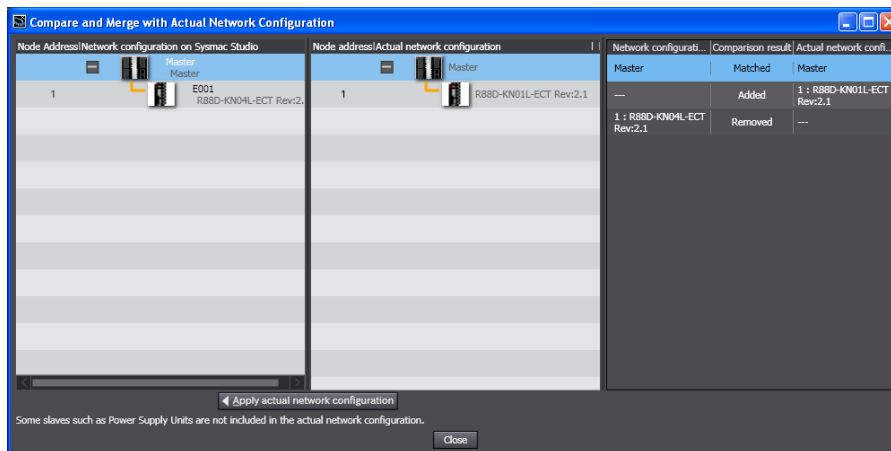 Compare and Merge with Actual Network Configuration
Node Address|Network configuration on Sysmac Studio
Master
Master
1
E001
R88D-KN04L-ECT Rev:2.
Node address|Actual network configuration
Master
1
R88D-KN01L-ECT Rev:2.1
Network configurati... Comparison result Actual network confi...
Master Matched Master
--- Added 1 : R88D-KN01L-ECT
Rev:2.1
1 : R88D-KN04L-ECT
Rev:2.1 Removed ---
Apply actual network configuration
Some slaves such as Power Supply Units are not included in the actual network configuration.
Close